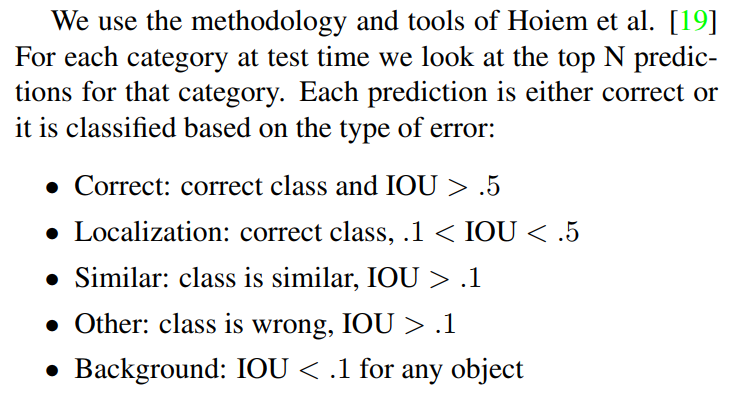 We use the methodology and tools of Hoiem et al. [19]
For each category at test time we look at the top N predic-
tions for that category. Each prediction is either correct or
it is classified based on the type of error:
• Correct: correct class and IOU > .5
• Localization: correct class, .1 < IOU < .5
• Similar: class is similar, IOU > .1
• Other: class is wrong, IOU > .1
• Background: IOU < .1 for any object